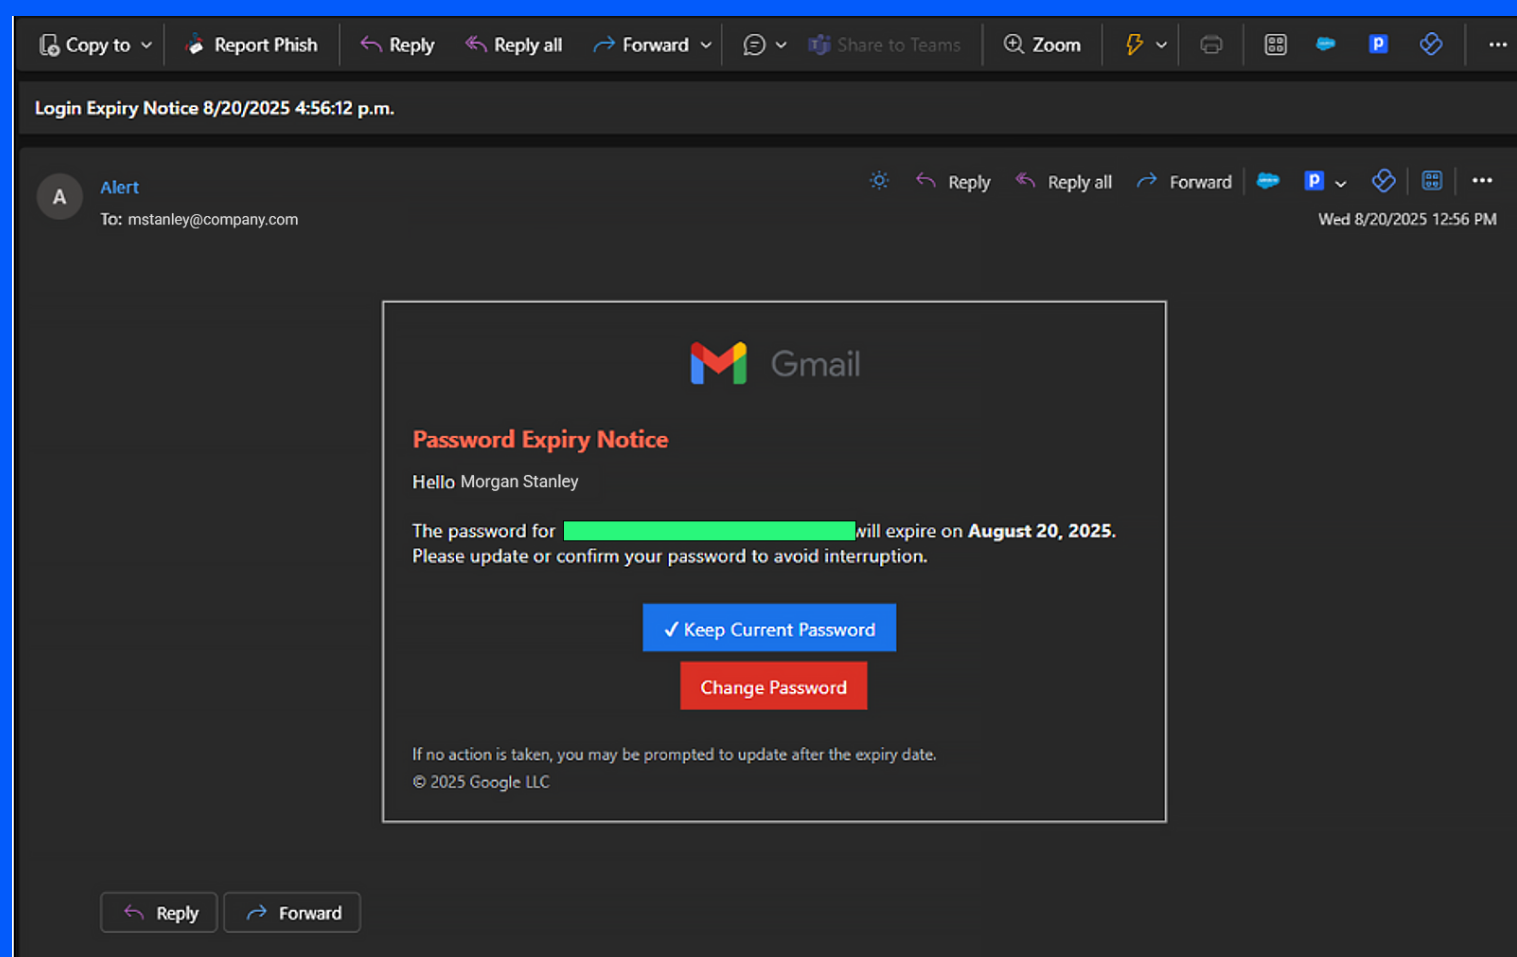 Copy to Report Phish Reply Reply all Forward Share to Teams Zoom
Login Expiry Notice 8/20/2025 4:56:12 p.m.
A
Alert
Reply Reply all Forward
To: mstanley@company.com
Wed 8/20/2025 12:56 PM
Gmail
Password Expiry Notice
Hello Morgan Stanley
The password for will expire on August 20, 2025.
Please update or confirm your password to avoid interruption.
✓ Keep Current Password
Change Password
If no action is taken, you may be prompted to update after the expiry date.
© 2025 Google LLC
Reply Forward